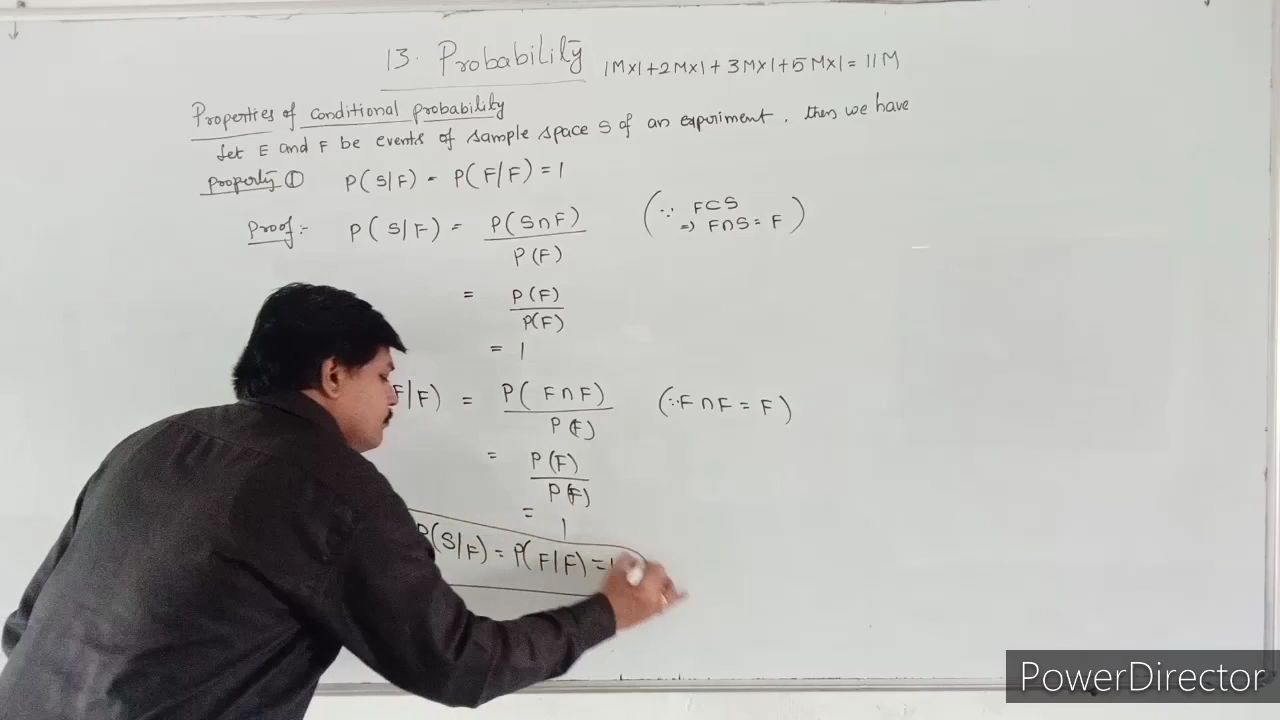 13. Probability 1M×1+2M×1+3M×1+5M×1=11M
Properties of conditional probability
Let E and F be events of sample space S of an experiment, then we have
Property ① P(S/F) = P(F/F) = 1
Proof:- P(S/F) = P(S∩F)
P(F)
(∵ F⊂S
⇒ F∩S = F)
= P(F)
P(F)
= 1
F/F) = P(F∩F)
P(F)
(∵ F∩F = F)
= P(F)
P(F)
= 1
P(S/F) = P(F/F) = 1
PowerDirector